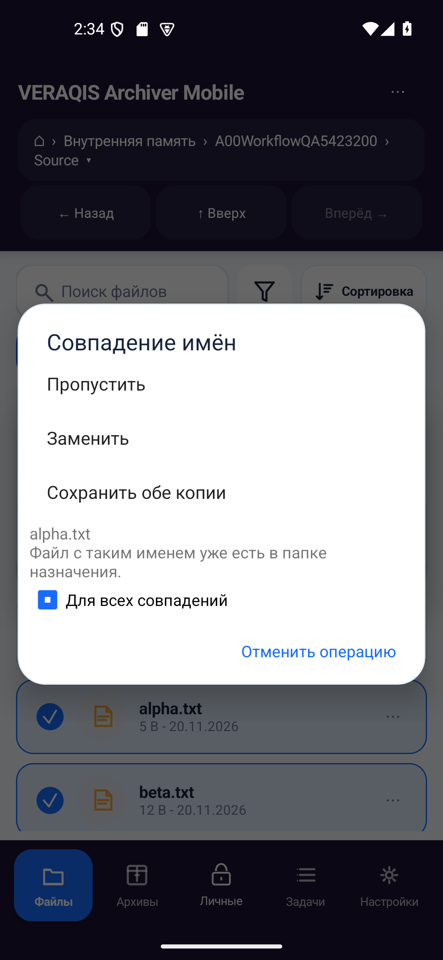 2:34
VERAQIS Archiver Mobile
Внутренняя память › A00WorkflowQA5423200 ›
Source ▾
← Назад
↑ Вверх
Вперёд →
Поиск файлов
Сортировка
Совпадение имён
Пропустить
Заменить
Сохранить обе копии
alpha.txt
Файл с таким именем уже есть в папке
назначения.
Для всех совпадений
Отменить операцию
alpha.txt
5 B - 20.11.2026
beta.txt
12 B - 20.11.2026
Файлы
Архивы
Личные
Задачи
Настройки